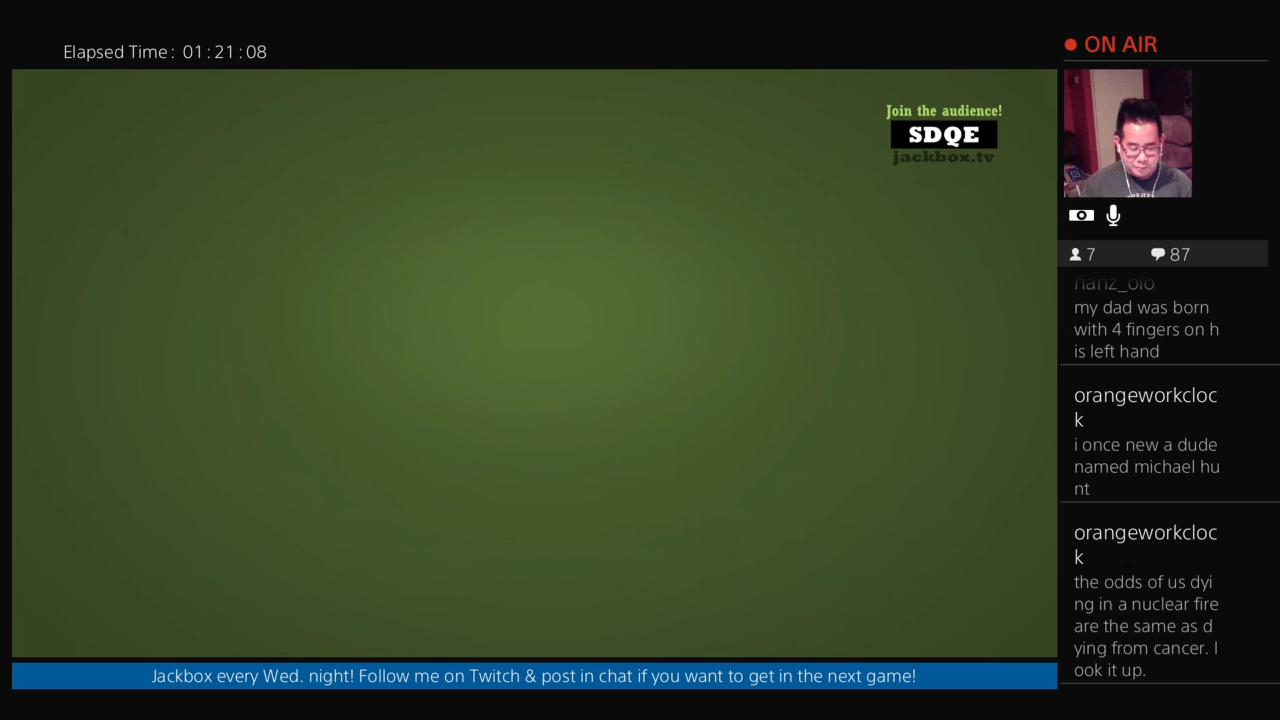 Elapsed Time: 01:21:08
ON AIR
Join the audience!
SDQE
jackbox.tv
7
87
hanz_olo
my dad was born
with 4 fingers on h
is left hand
orangeworkcloc
k
i once new a dude
named michael hu
nt
orangeworkcloc
k
the odds of us dyi
ng in a nuclear fire
are the same as d
ying from cancer. l
ook it up.
Jackbox every Wed. night! Follow me on Twitch & post in chat if you want to get in the next game!